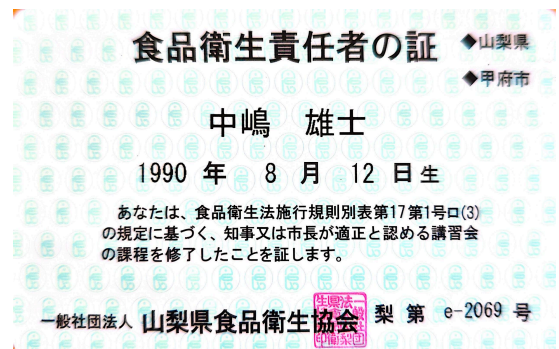 食品衛生責任者の証
◆山梨県
◆甲府市
中嶋 雄士
1990 年 8 月 12 日生
あなたは、食品衛生法施行規則別表第17第1号ロ(3)
の規定に基づく、知事又は市長が適正と認める講習会
の課程を修了したことを証します。
一般社団法人 山梨県食品衛生協会 梨 第 e-2069 号